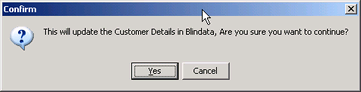 Confirm
This will update the Customer Details in Blindata, Are you sure you want to continue?
Yes
Cancel